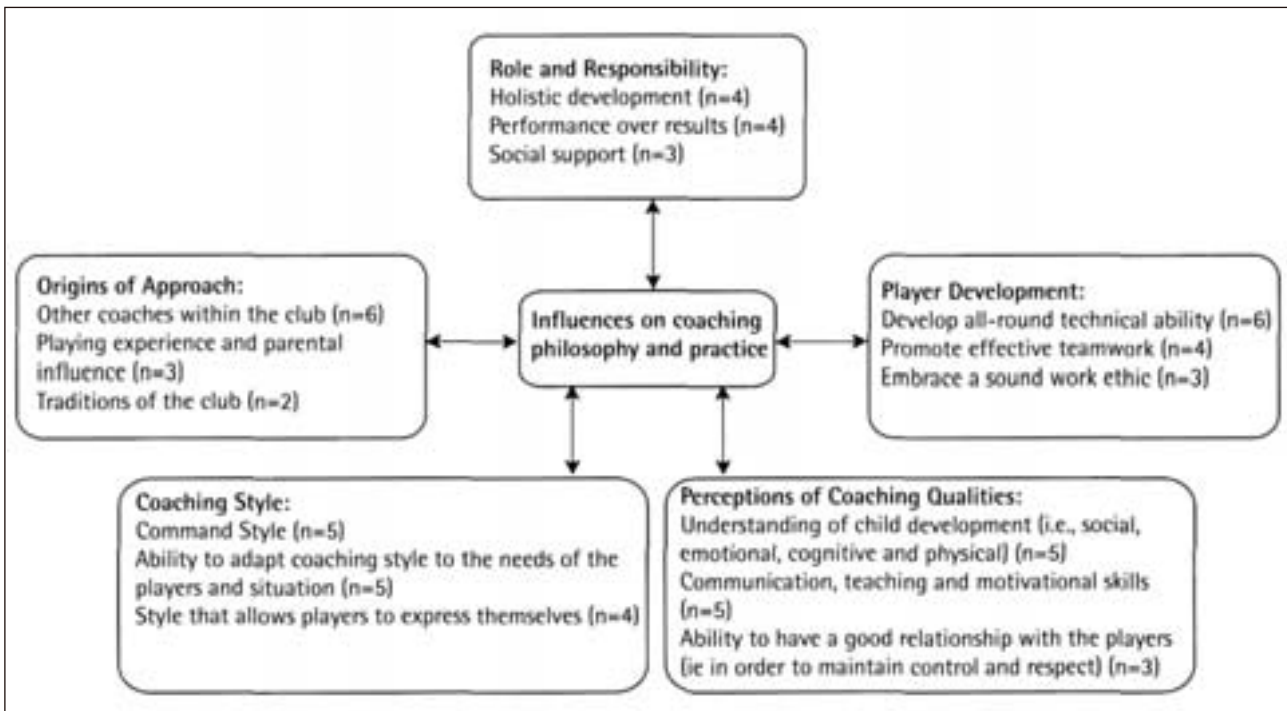 Role and Responsibility:
Holistic development (n=4)
Performance over results (n=4)
Social support (n=3)
Origins of Approach:
Other coaches within the club (n=6)
Playing experience and parental
influence (n=3)
Traditions of the club (n=2)
Influences on coaching
philosophy and practice
Player Development:
Develop all-round technical ability (n=6)
Promote effective teamwork (n=4)
Embrace a sound work ethic (n=3)
Coaching Style:
Command Style (n=5)
Ability to adapt coaching style to the needs of the
players and situation (n=5)
Style that allows players to express themselves (n=4)
Perceptions of Coaching Qualities:
Understanding of child development (i.e., social,
emotional, cognitive and physical) (n=5)
Communication, teaching and motivational skills
(n=5)
Ability to have a good relationship with the players
(ie in order to maintain control and respect) (n=3)